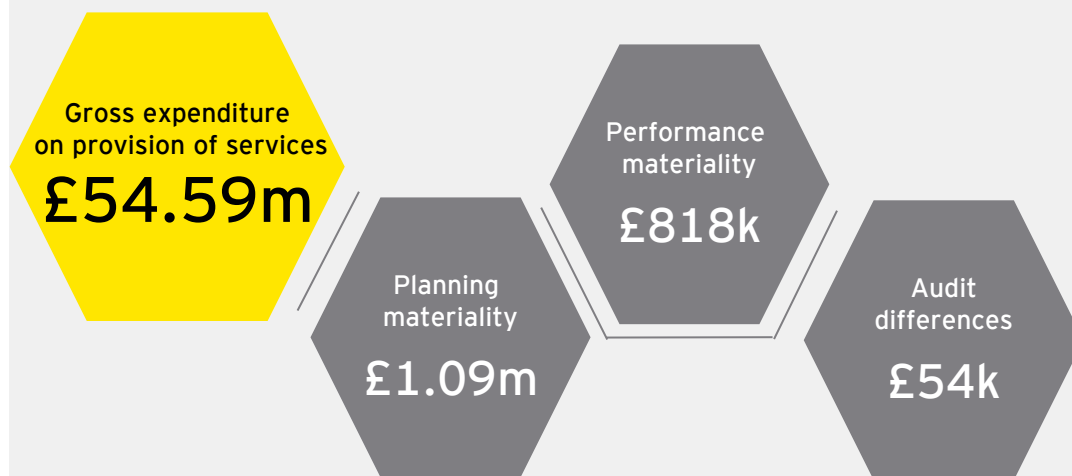 Gross expenditure
on provision of services
£54.59m
Planning
materiality
£1.09m
Performance
materiality
£818k
Audit
differences
£54k